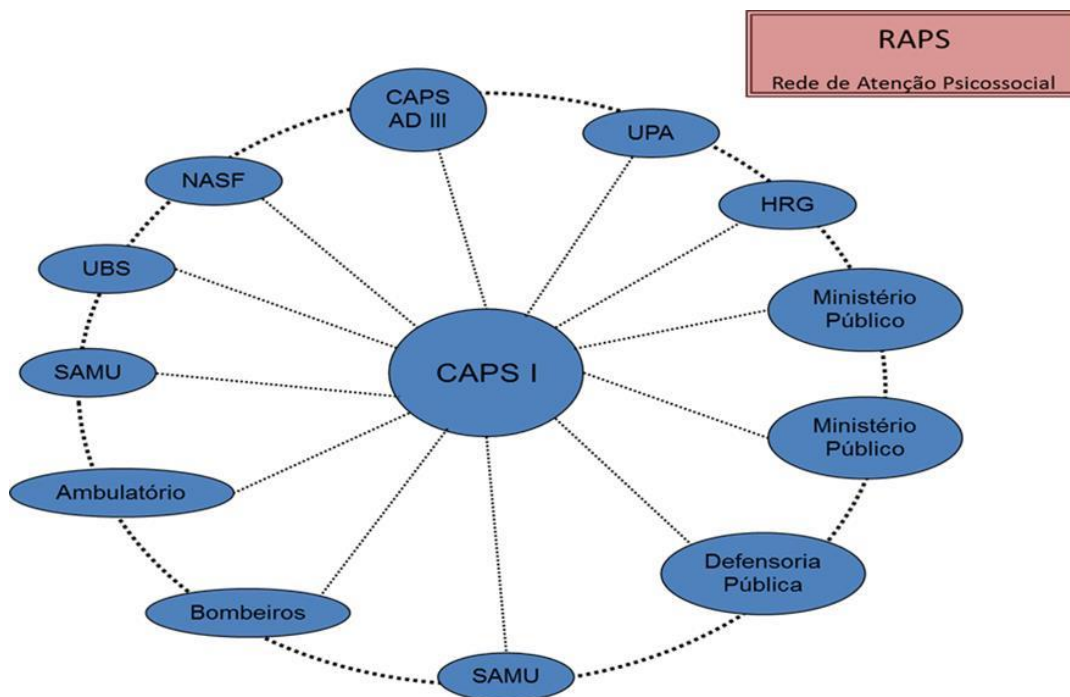 RAPS
Rede de Atenção Psicossocial
CAPS
AD III
UPA
NASF
HRG
UBS
Ministério
Público
CAPS I
SAMU
Ministério
Público
Ambulatório
Defensoria
Pública
Bombeiros
SAMU